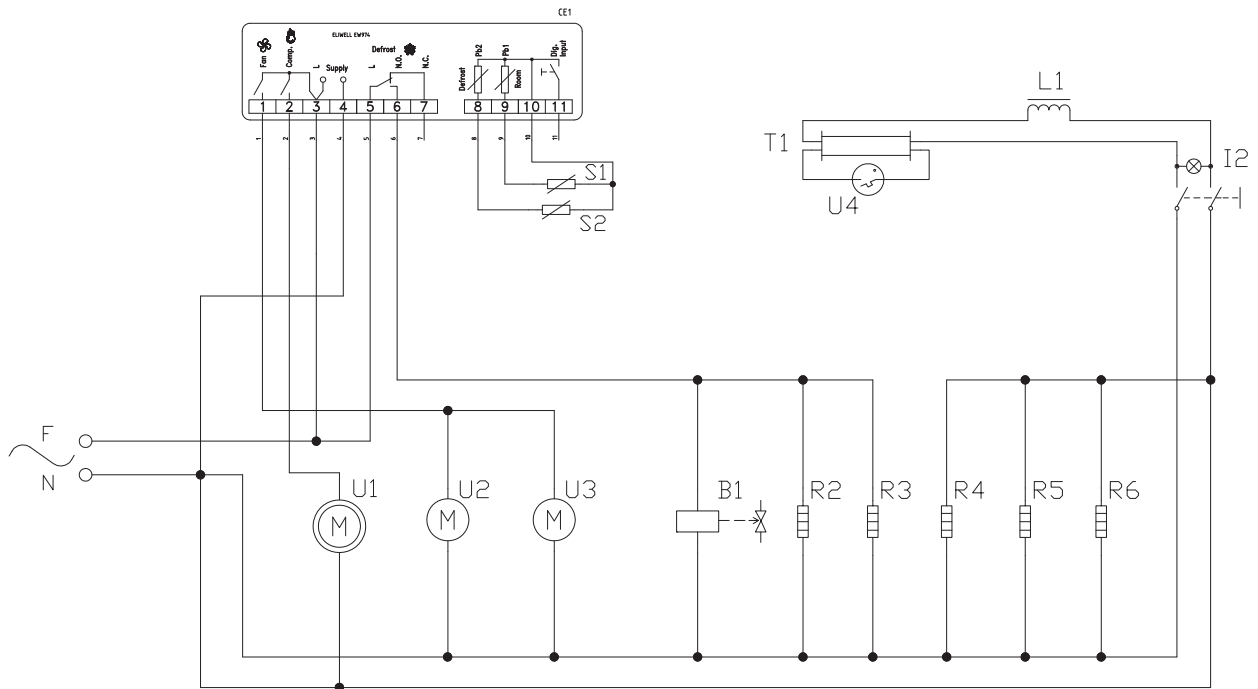 CE1
ELIWELL EW974
Fan
Comp.
L
Supply
Defrost
L
N.O.
N.C.
Defrost
Pb2
Pb1
Room
Dig.
Input
1 2 3 4 5 6 7 8 9 10 11
1 2 3 4 5 6 7 8 9 10 11
L1
T1
U4
I2
S1
S2
F
N
U1
M
U2
M
U3
M
B1
R2
R3
R4
R5
R6